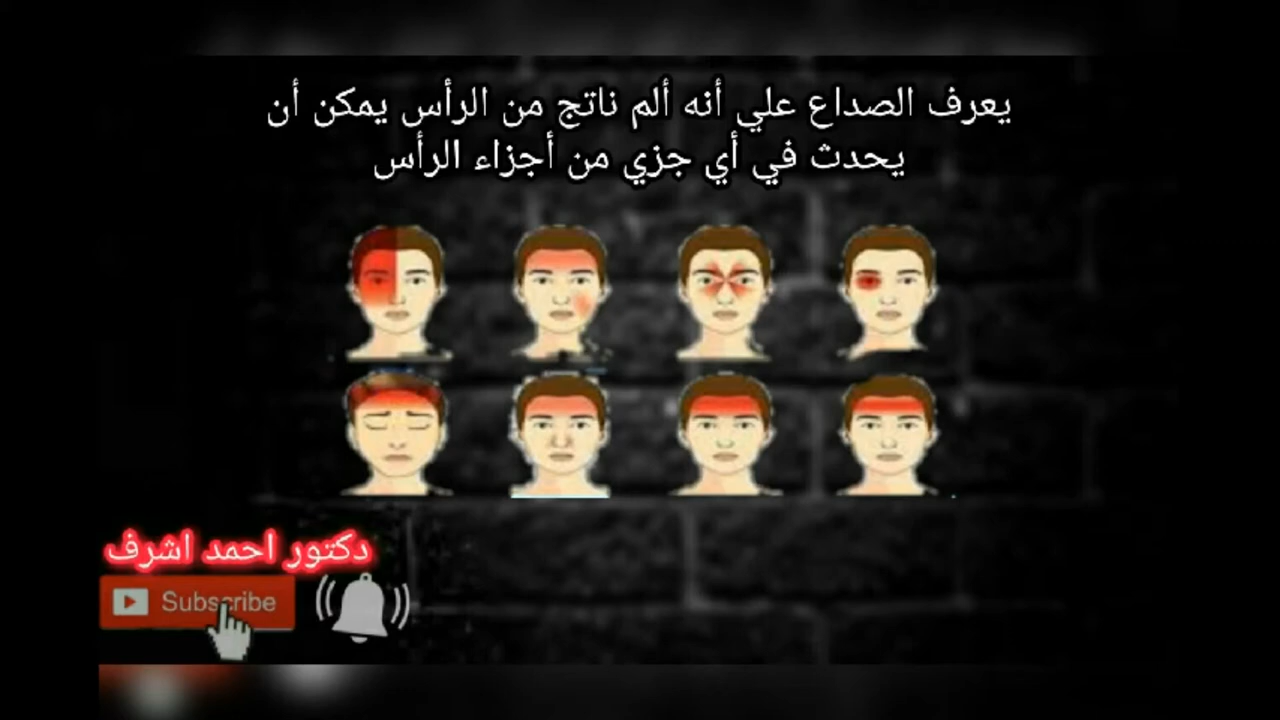 يعرف الصداع علي أنه ألم ناتج من الرأس يمكن أن
يحدث في أي جزي من أجزاء الرأس
دكتور احمد اشرف
Subscribe